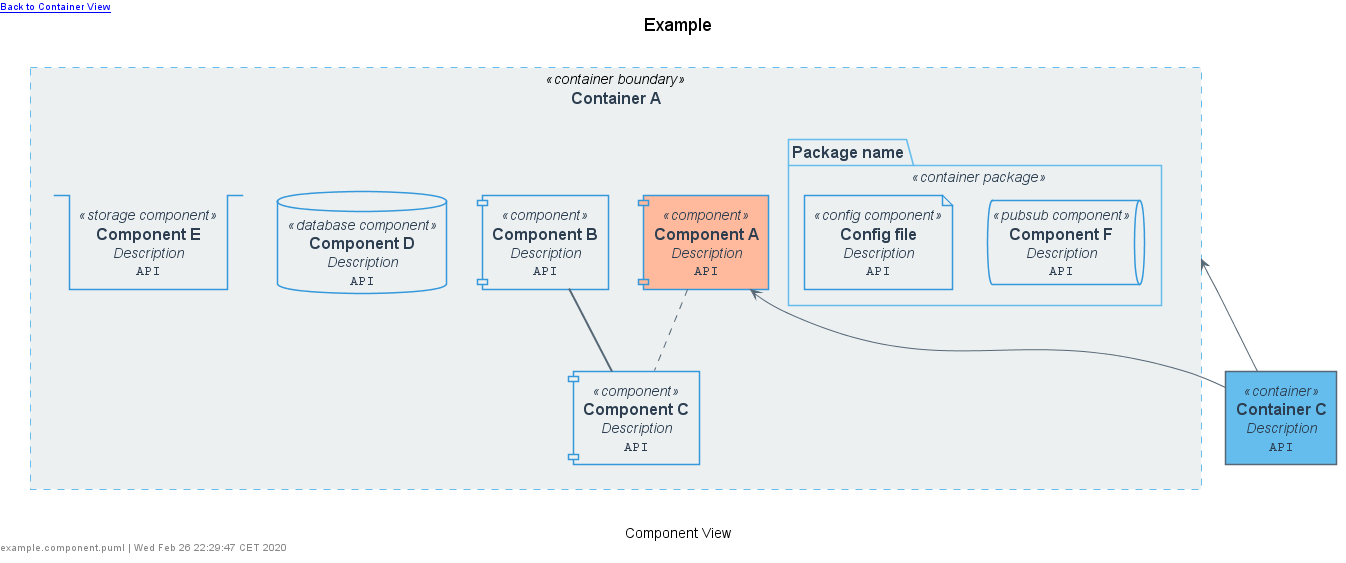 Back to Container View
Example
«container boundary»
Container A
Package name
«container package»
«storage component»
Component E
Description
API
«database component»
Component D
Description
API
«component»
Component B
Description
API
«component»
Component A
Description
API
«config component»
Config file
Description
API
«pubsub component»
Component F
Description
API
«component»
Component C
Description
API
«container»
Container C
Description
API
Component View
example.component.puml | Wed Feb 26 22:29:47 CET 2020